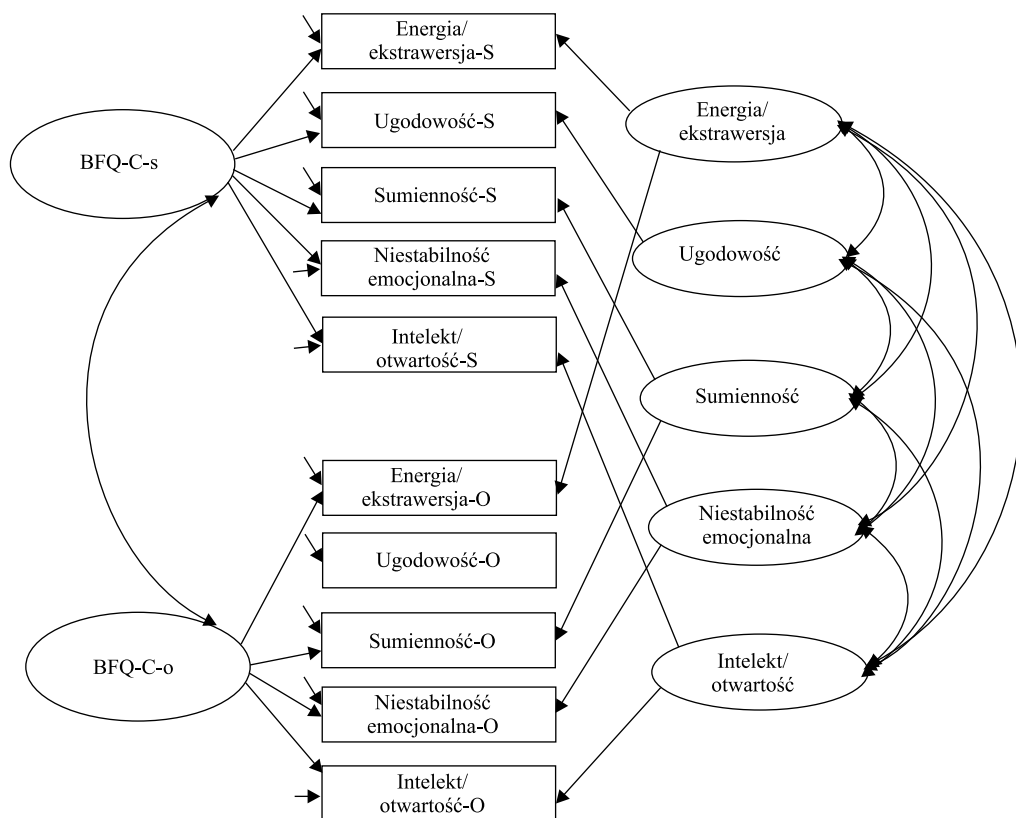 BFQ-C-s
Energia/
ekstrawersja-S
Ugodowość-S
Sumienność-S
Niestabilność
emocjonalna-S
Intelekt/
otwartość-S
BFQ-C-o
Energia/
ekstrawersja-O
Ugodowość-O
Sumienność-O
Niestabilność
emocjonalna-O
Intelekt/
otwartość-O
Energia/
ekstrawersja
Ugodowość
Sumienność
Niestabilność
emocjonalna
Intelekt/
otwartość